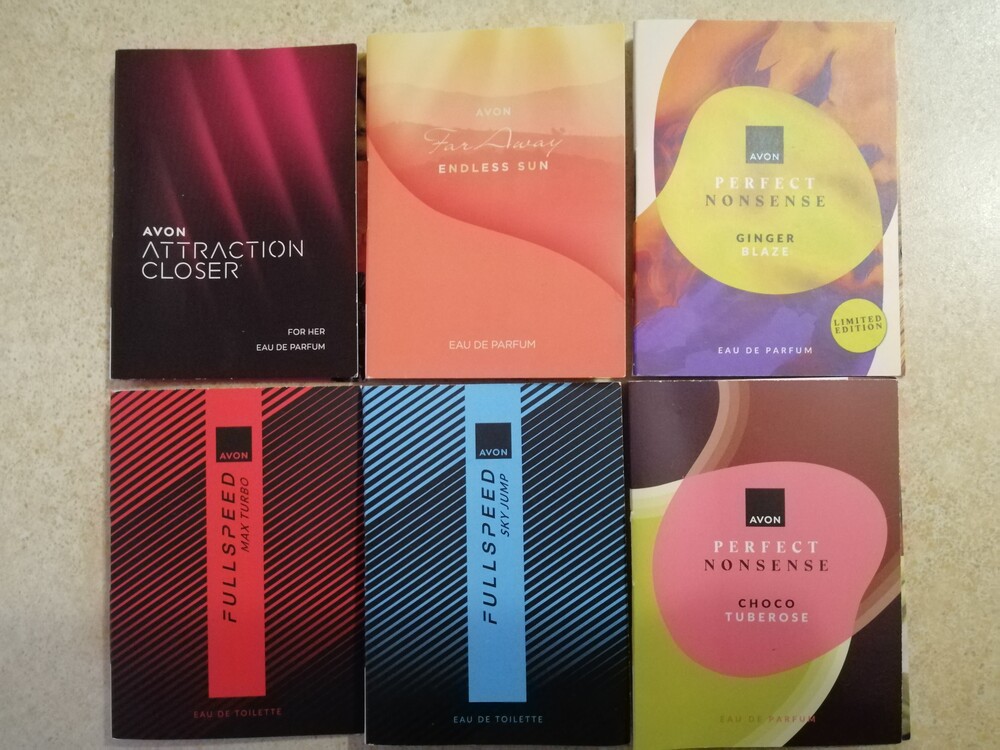 AVON
ATTRACTION
CLOSER
FOR HER
EAU DE PARFUM
AVON
Far Away
ENDLESS SUN
EAU DE PARFUM
AVON
PERFECT
NONSENSE
GINGER
BLAZE
LIMITED
EDITION
EAU DE PARFUM
AVON
FULLSPEED
MAX TURBO
EAU DE TOILETTE
AVON
FULLSPEED
SKY JUMP
EAU DE TOILETTE
AVON
PERFECT
NONSENSE
CHOCO
TUBEROSE
EAU DE PARFUM